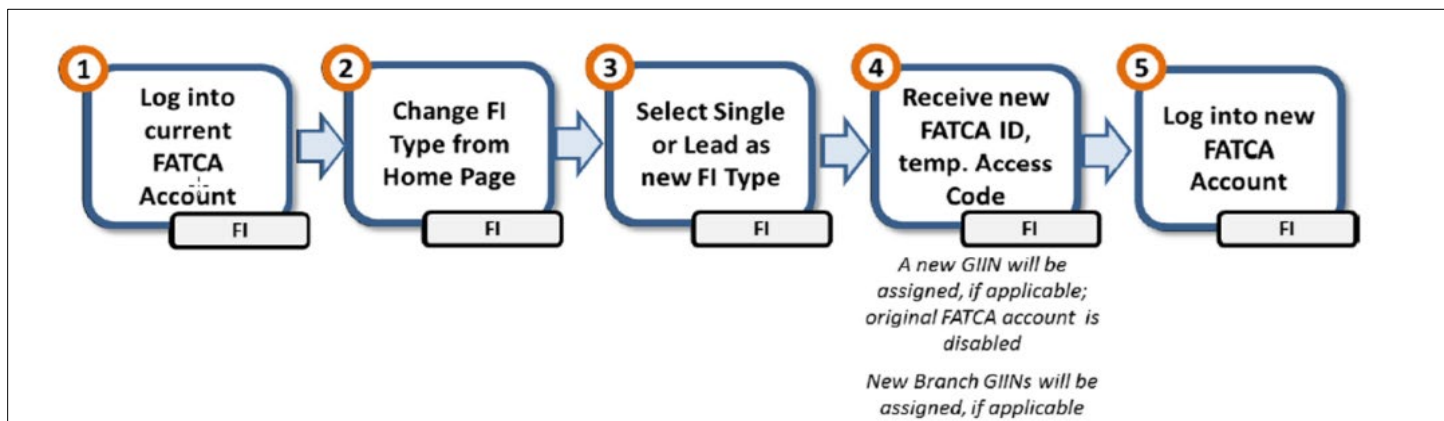 1
Log into
current
FATCA
Account
FI
2
Change FI
Type from
Home Page
FI
3
Select Single
or Lead as
new FI Type
FI
4
Receive new
FATCA ID,
temp. Access
Code
FI
A new GIIN will be
assigned, if applicable;
original FATCA account is
disabled
New Branch GIINs will be
assigned, if applicable
5
Log into new
FATCA
Account
FI